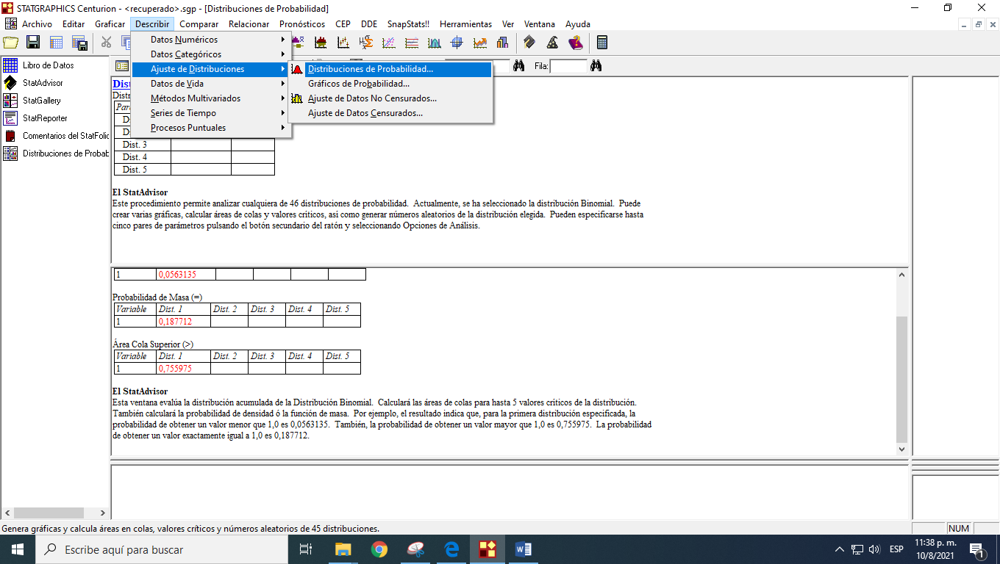 STATGRAPHICS Centurion - <recuperado>.sgp - [Distribuciones de Probabilidad]
Archivo Editar Graficar Describir Comparar Relacionar Pronósticos CEP DDE SnapStats!! Herramientas Ver Ventana Ayuda
Datos Numéricos
Datos Categóricos
Ajuste de Distribuciones
Datos de Vida
Métodos Multivariados
Series de Tiempo
Procesos Puntuales
Distribuciones de Probabilidad...
Gráficos de Probabilidad...
Ajuste de Datos No Censurados...
Ajuste de Datos Censurados...
Fila:
Libro de Datos
StatAdvisor
StatGallery
StatReporter
Comentarios del StatFolio
Distribuciones de Probab
Dist. 3
Dist. 4
Dist. 5
El StatAdvisor
Este procedimiento permite analizar cualquiera de 46 distribuciones de probabilidad. Actualmente, se ha seleccionado la distribución Binomial. Puede
crear varias gráficas, calcular áreas de colas y valores criticos, así como generar números aleatorios de la distribución elegida. Pueden especificarse hasta
cinco pares de parámetros pulsando el botón secundario del ratón y seleccionando Opciones de Análisis.
1 0,0563135
Probabilidad de Masa (=)
Variable Dist. 1 Dist. 2 Dist. 3 Dist. 4 Dist. 5
1 0,187712
Área Cola Superior (>)
Variable Dist. 1 Dist. 2 Dist. 3 Dist. 4 Dist. 5
1 0,755975
El StatAdvisor
Esta ventana evalúa la distribución acumulada de la Distribución Binomial. Calculará las áreas de colas para hasta 5 valores críticos de la distribución.
También calculará la probabilidad de densidad ó la función de masa. Por ejemplo, el resultado indica que, para la primera distribución especificada, la
probabilidad de obtener un valor menor que 1,0 es 0,0563135. También, la probabilidad de obtener un valor mayor que 1,0 es 0,755975. La probabilidad
de obtener un valor exactamente igual a 1,0 es 0,187712.
Genera gráficas y calcula áreas en colas, valores críticos y números aleatorios de 45 distribuciones.
NUM
Escribe aquí para buscar
ESP
11:38 p. m.
10/8/2021
1